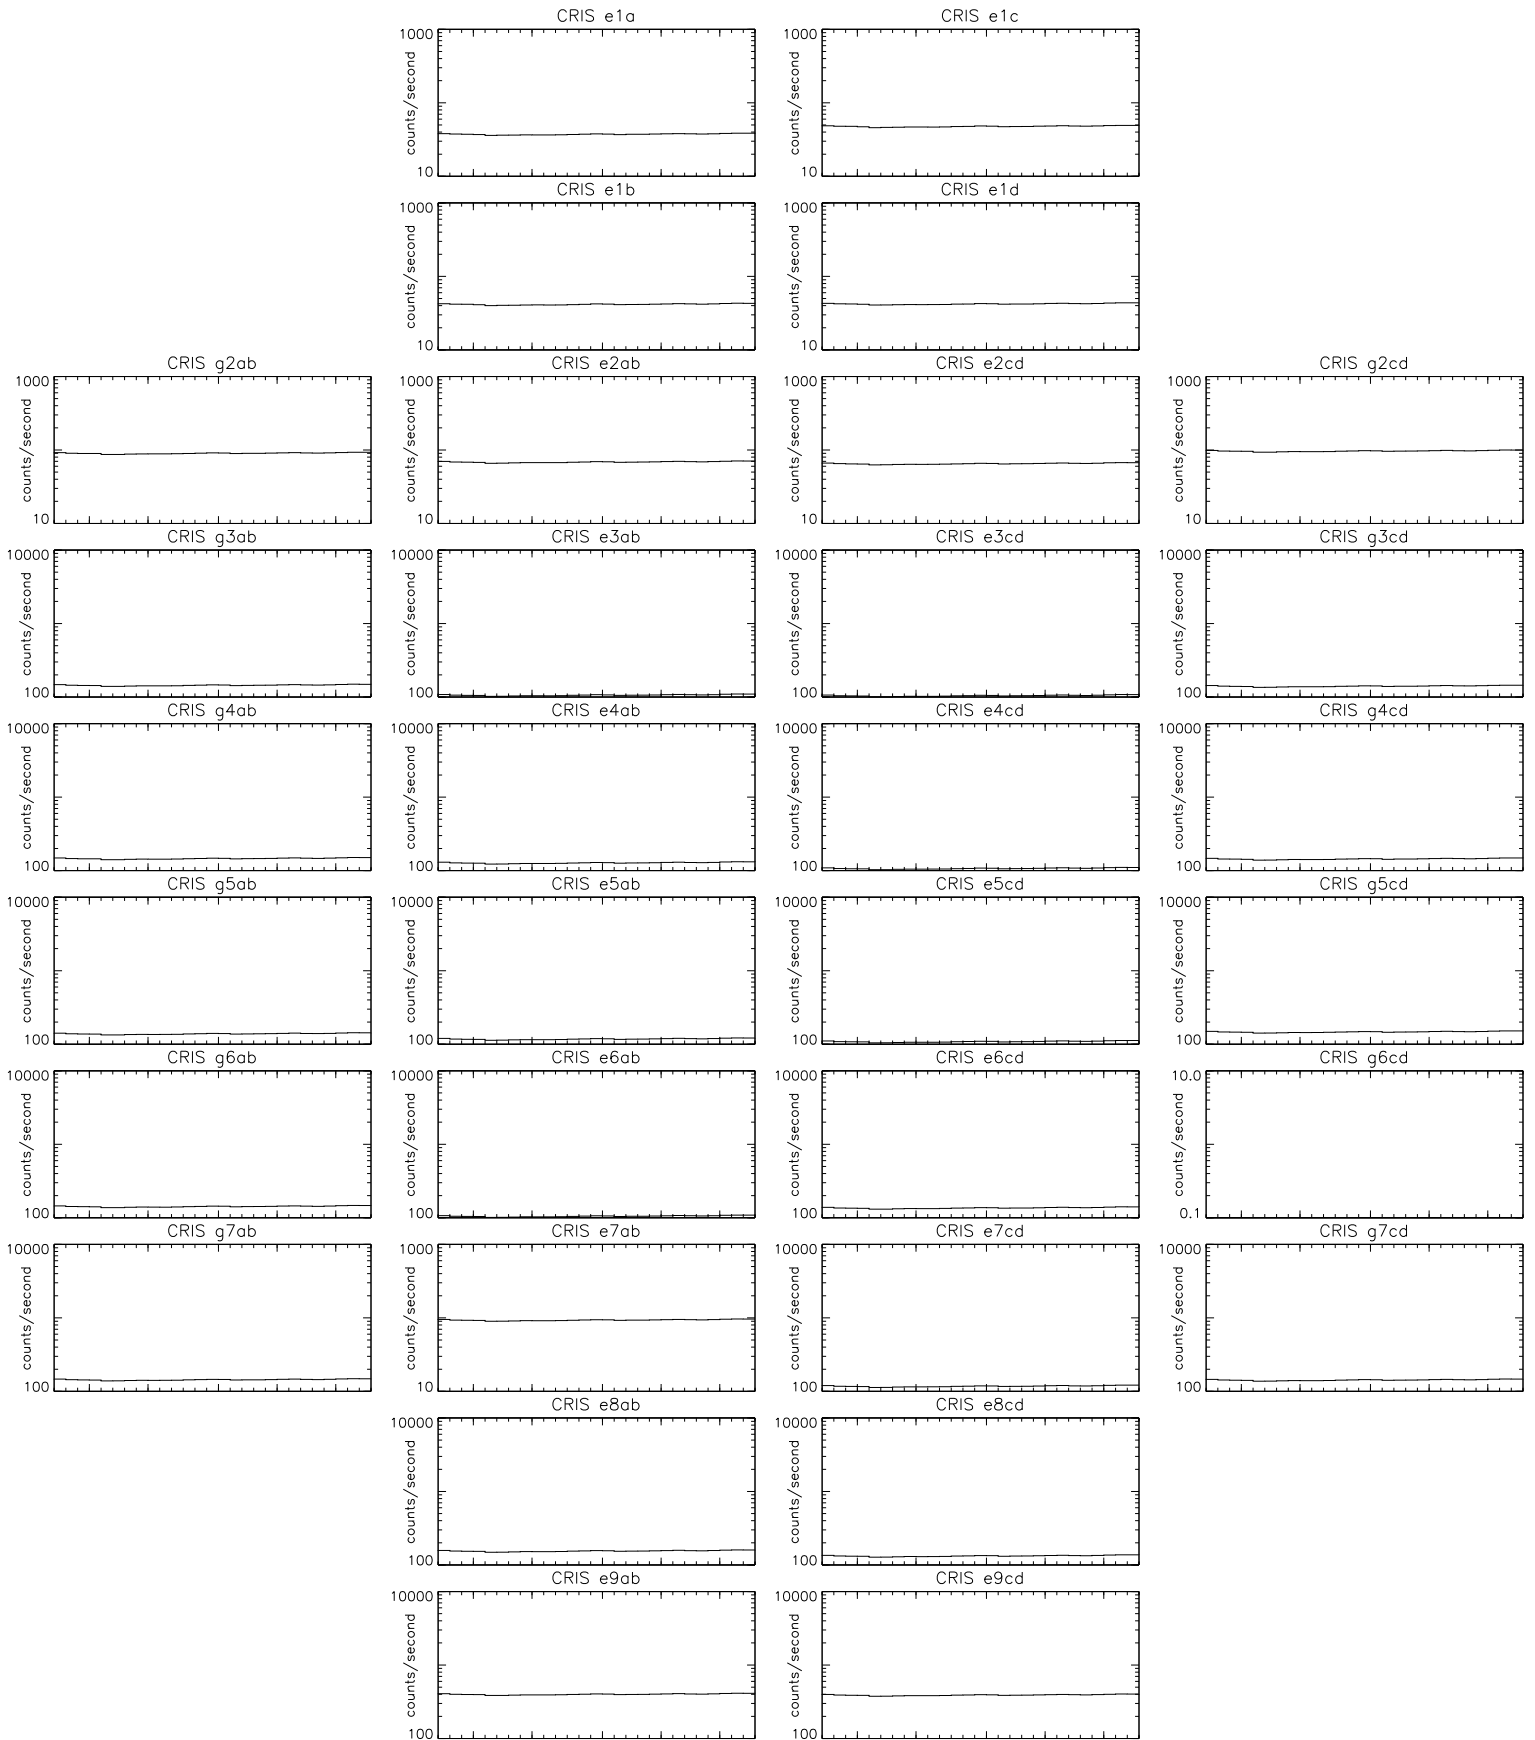 CRIS e1a
CRIS e1c
1000
counts/second
10
1000
counts/second
10
CRIS e1b
CRIS e1d
1000
counts/second
10
1000
counts/second
10
CRIS g2ab
CRIS e2ab
CRIS e2cd
CRIS g2cd
1000
counts/second
10
1000
counts/second
10
1000
counts/second
10
1000
counts/second
10
CRIS g3ab
CRIS e3ab
CRIS e3cd
CRIS g3cd
10000
counts/second
100
10000
counts/second
100
10000
counts/second
100
10000
counts/second
100
CRIS g4ab
CRIS e4ab
CRIS e4cd
CRIS g4cd
10000
counts/second
100
10000
counts/second
100
10000
counts/second
100
10000
counts/second
100
CRIS g5ab
CRIS e5ab
CRIS e5cd
CRIS g5cd
10000
counts/second
100
10000
counts/second
100
10000
counts/second
100
10000
counts/second
100
CRIS g6ab
CRIS e6ab
CRIS e6cd
CRIS g6cd
10000
counts/second
100
10000
counts/second
100
10000
counts/second
100
10.0
counts/second
0.1
CRIS g7ab
CRIS e7ab
CRIS e7cd
CRIS g7cd
10000
counts/second
100
1000
counts/second
10
10000
counts/second
100
10000
counts/second
100
CRIS e8ab
CRIS e8cd
10000
counts/second
100
10000
counts/second
100
CRIS e9ab
CRIS e9cd
10000
counts/second
100
10000
counts/second
100